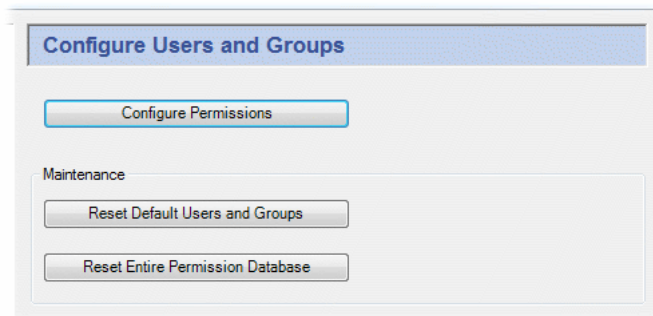 Configure Users and Groups
Configure Permissions
Maintenance
Reset Default Users and Groups
Reset Entire Permission Database